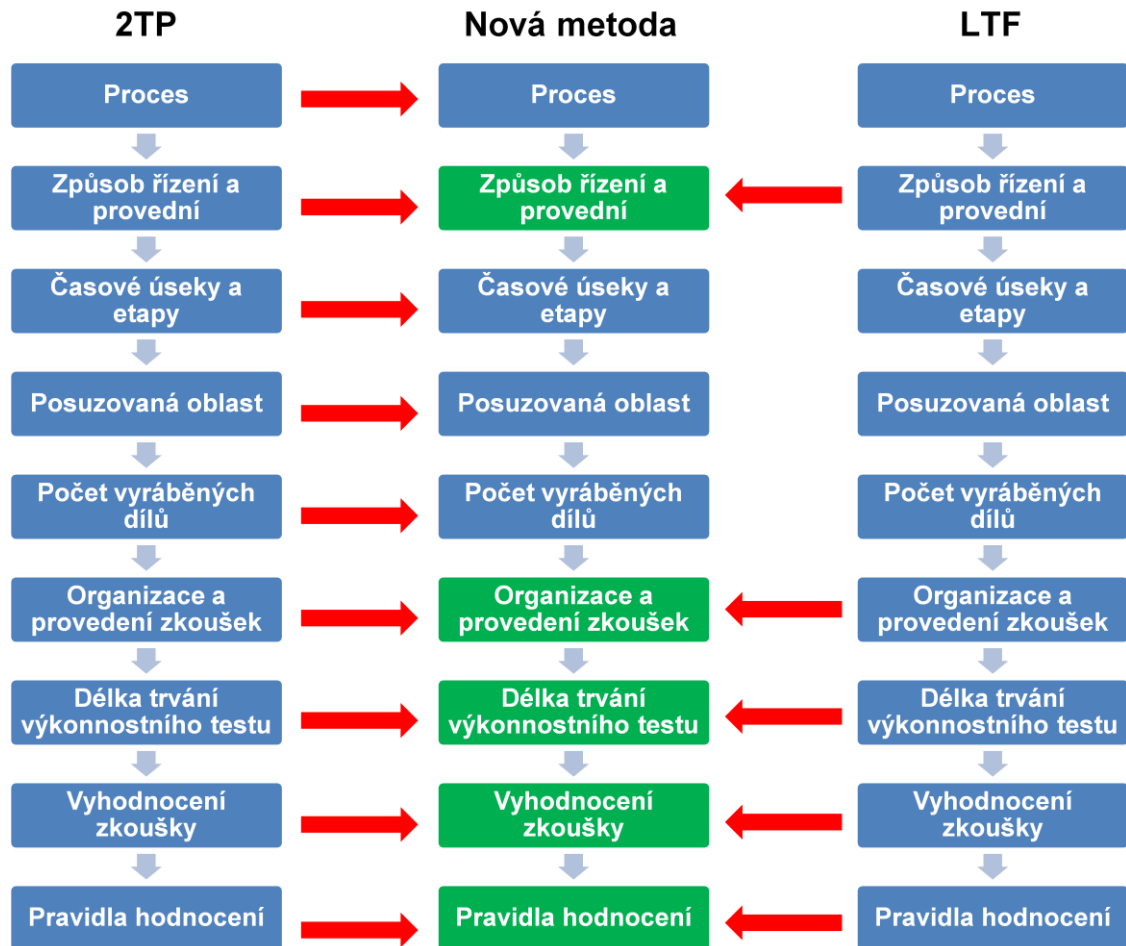 2TP
Nová metoda
LTF
Proces
Proces
Proces
Způsob řízení a
provední
Způsob řízení a
provední
Způsob řízení a
provední
Časové úseky a
etapy
Časové úseky a
etapy
Časové úseky a
etapy
Posuzovaná oblast
Posuzovaná oblast
Posuzovaná oblast
Počet vyráběných
dílů
Počet vyráběných
dílů
Počet vyráběných
dílů
Organizace a
provedení zkoušek
Organizace a
provedení zkoušek
Organizace a
provedení zkoušek
Délka trvání
výkonnostního testu
Délka trvání
výkonnostního testu
Délka trvání
výkonnostního testu
Vyhodnocení
zkoušky
Vyhodnocení
zkoušky
Vyhodnocení
zkoušky
Pravidla hodnocení
Pravidla hodnocení
Pravidla hodnocení